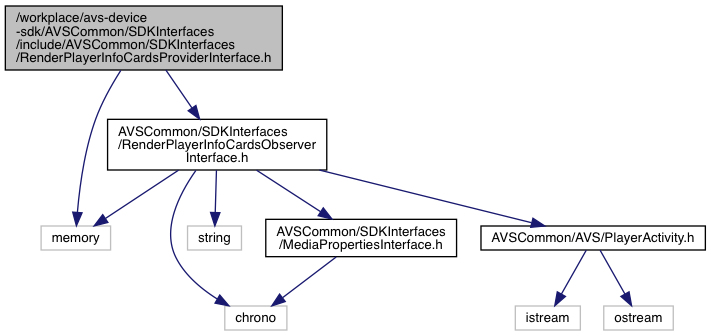 /workplace/avs-device
-sdk/AVSCommon/SDKInterfaces
/include/AVSCommon/SDKInterfaces
/RenderPlayerInfoCardsProviderInterface.h
AVSCommon/SDKInterfaces
/RenderPlayerInfoCardsObserver
Interface.h
memory
string
AVSCommon/SDKInterfaces
/MediaPropertiesInterface.h
AVSCommon/AVS/PlayerActivity.h
chrono
istream
ostream